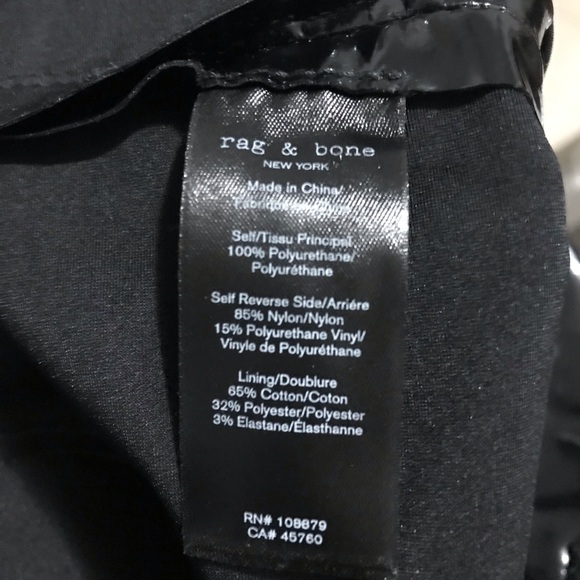 rag & bone
NEW YORK
Made in China/
Self/Tissu Principal
100% Polyurethane/
Polyuréthane
Self Reverse Side/Arriére
85% Nylon/Nylon
15% Polyurethane Vinyl/
Vinyle de Polyuréthane
Lining/Doublure
65% Cotton/Coton
32% Polyester/Polyester
3% Elastane/Élasthanne
RN# 108879
CA# 45760